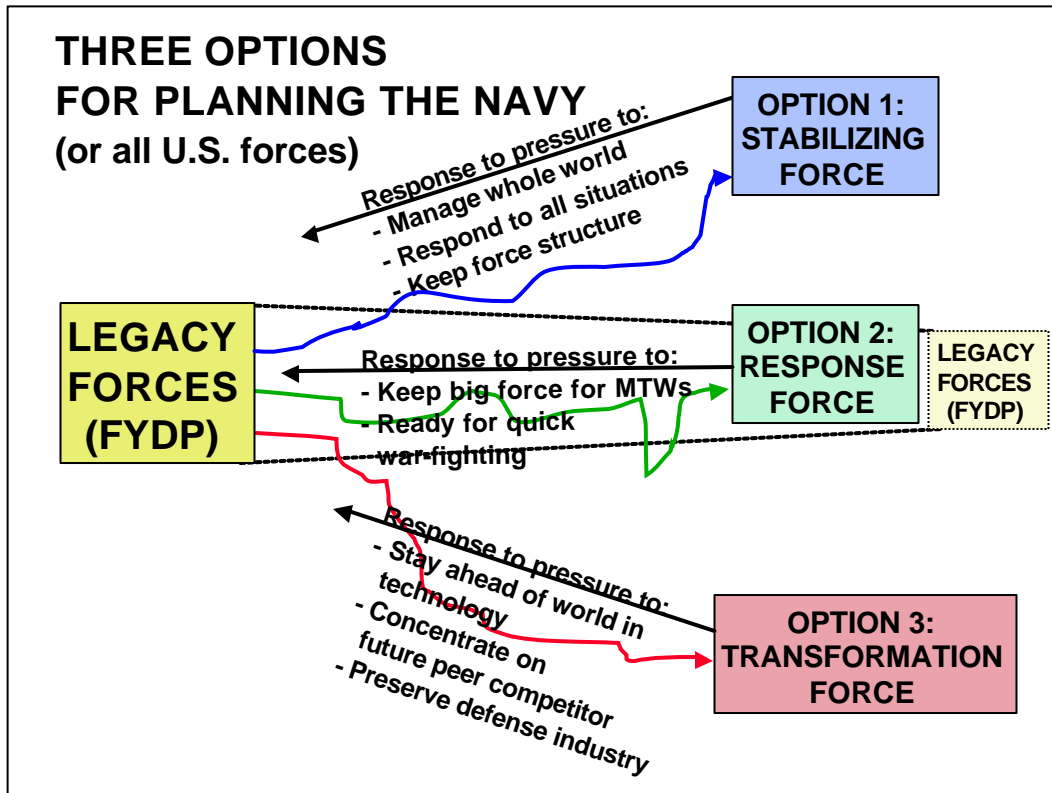 THREE OPTIONS
FOR PLANNING THE NAVY
(or all U.S. forces)
OPTION 1:
STABILIZING
FORCE
Response to pressure to:
- Manage whole world
- Respond to all situations
- Keep force structure
LEGACY
FORCES
(FYDP)
Response to pressure to:
- Keep big force for MTWs
- Ready for quick
war-fighting
OPTION 2:
RESPONSE
FORCE
LEGACY
FORCES
(FYDP)
Response to pressure to:
- Stay ahead of world in
technology
- Concentrate on
future peer competitor
- Preserve defense industry
OPTION 3:
TRANSFORMATION
FORCE